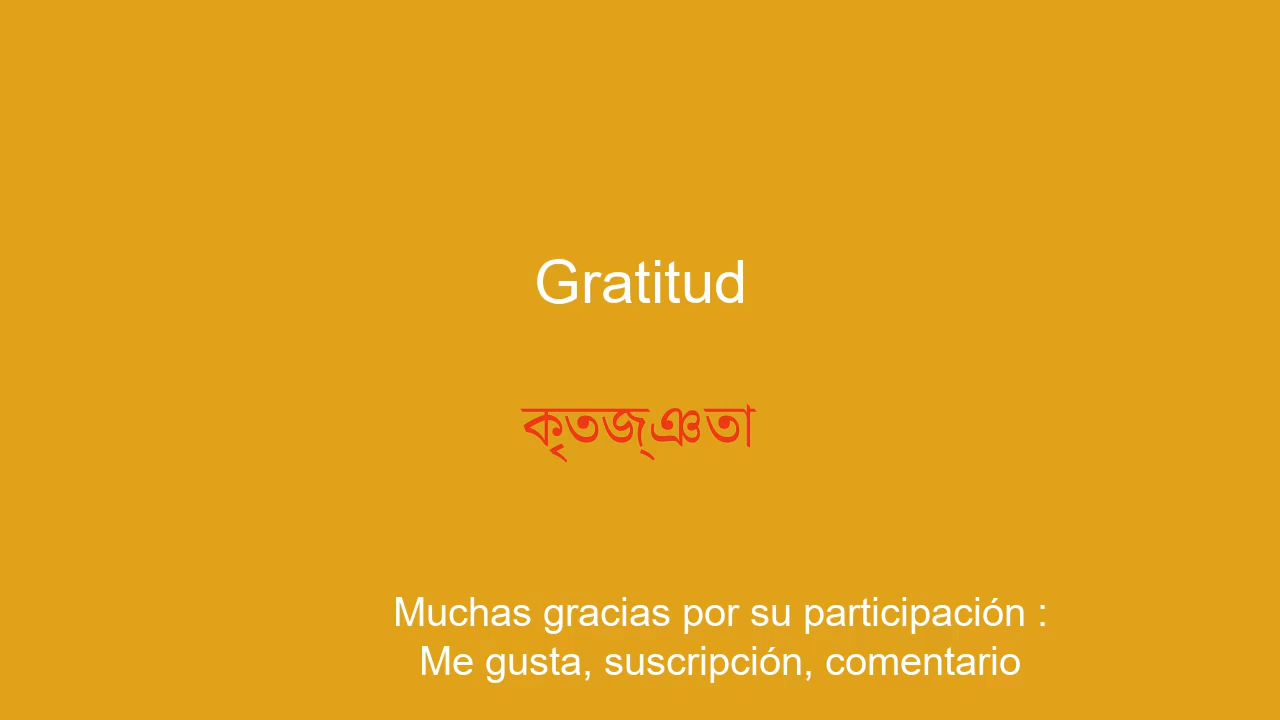 Gratitud
কৃতজ্ঞতা
Muchas gracias por su participación :
Me gusta, suscripción, comentario